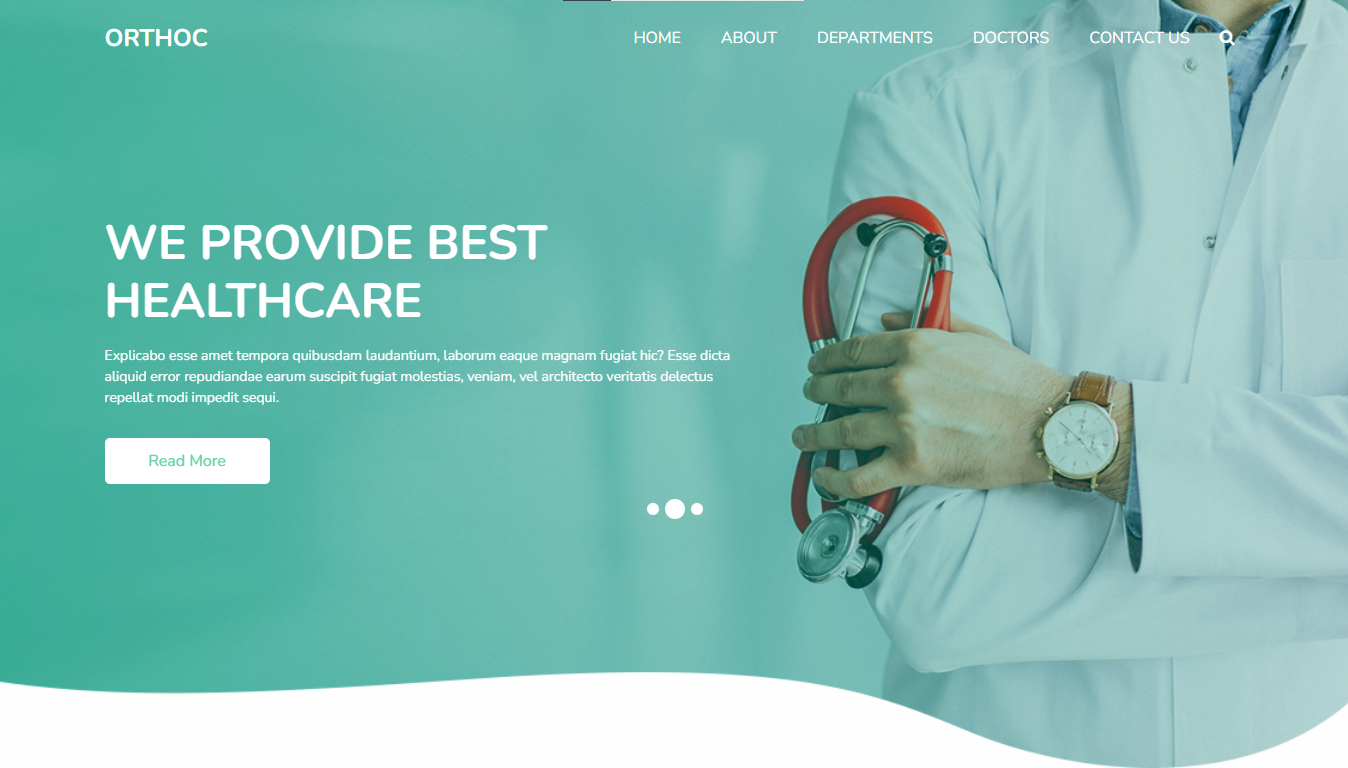 ORTHOC
HOME ABOUT DEPARTMENTS DOCTORS CONTACT US
WE PROVIDE BEST
HEALTHCARE
Explicabo esse amet tempora quibusdam laudantium, laborum eaque magnam fugiat hic? Esse dicta
aliquid error repudiandae earum suscipit fugiat molestias, veniam, vel architecto veritatis delectus
repellat modi impedit sequi.
Read More